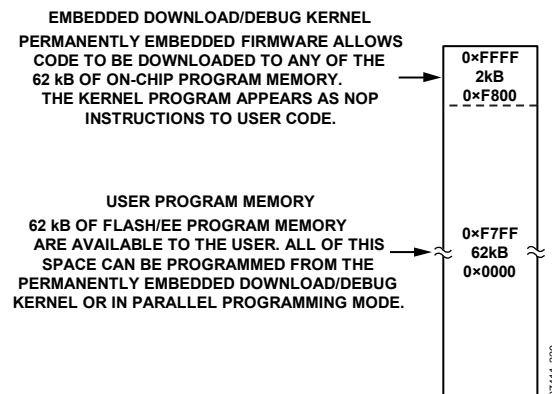 EMBEDDED DOWNLOAD/DEBUG KERNEL
PERMANENTLY EMBEDDED FIRMWARE ALLOWS
CODE TO BE DOWNLOADED TO ANY OF THE
62 kB OF ON-CHIP PROGRAM MEMORY.
THE KERNEL PROGRAM APPEARS AS NOP
INSTRUCTIONS TO USER CODE.
0×FFFF
2kB
0×F800
USER PROGRAM MEMORY
62 kB OF FLASH/EE PROGRAM MEMORY
ARE AVAILABLE TO THE USER. ALL OF THIS
SPACE CAN BE PROGRAMMED FROM THE
PERMANENTLY EMBEDDED DOWNLOAD/DEBUG
KERNEL OR IN PARALLEL PROGRAMMING MODE.
0×F7FF
62kB
0×0000